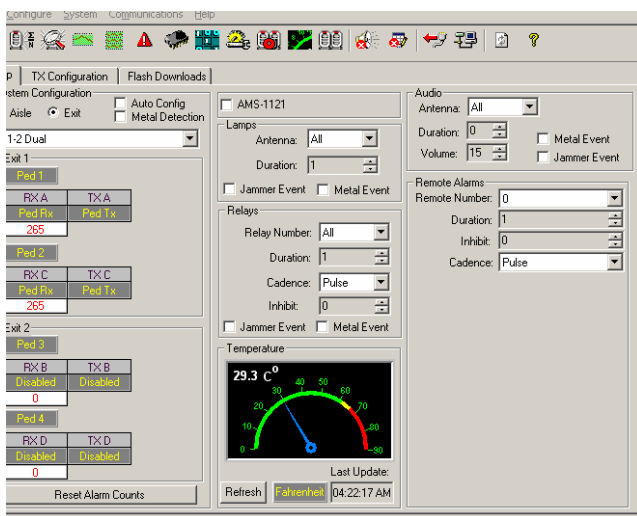 Configure System Communications Help
p TX Configuration Flash Downloads
stem Configuration
Aisle Exit
Auto Config
Metal Detection
1-2 Dual
Exit 1
Ped 1
RX A TX A
Ped Rx Ped Tx
265
Ped 2
RX C TX C
Ped Rx Ped Tx
265
Exit 2
Ped 3
RX B TX B
Disabled Disabled
0
Ped 4
RX D TX D
Disabled Disabled
0
Reset Alarm Counts
AMS-1121
Lamps
Antenna: All
Duration: 1
Jammer Event Metal Event
Relays
Relay Number: All
Duration: 1
Cadence: Pulse
Inhibit: 0
Jammer Event Metal Event
Temperature
29.3 C°
0 10 20 30 40 50 60 70 80 90
Last Update:
Refresh Fahrenheit 04:22:17 AM
Audio
Antenna: All
Duration: 0
Volume: 15
Metal Event
Jammer Event
Remote Alarms
Remote Number: 0
Duration: 1
Inhibit: 0
Cadence: Pulse